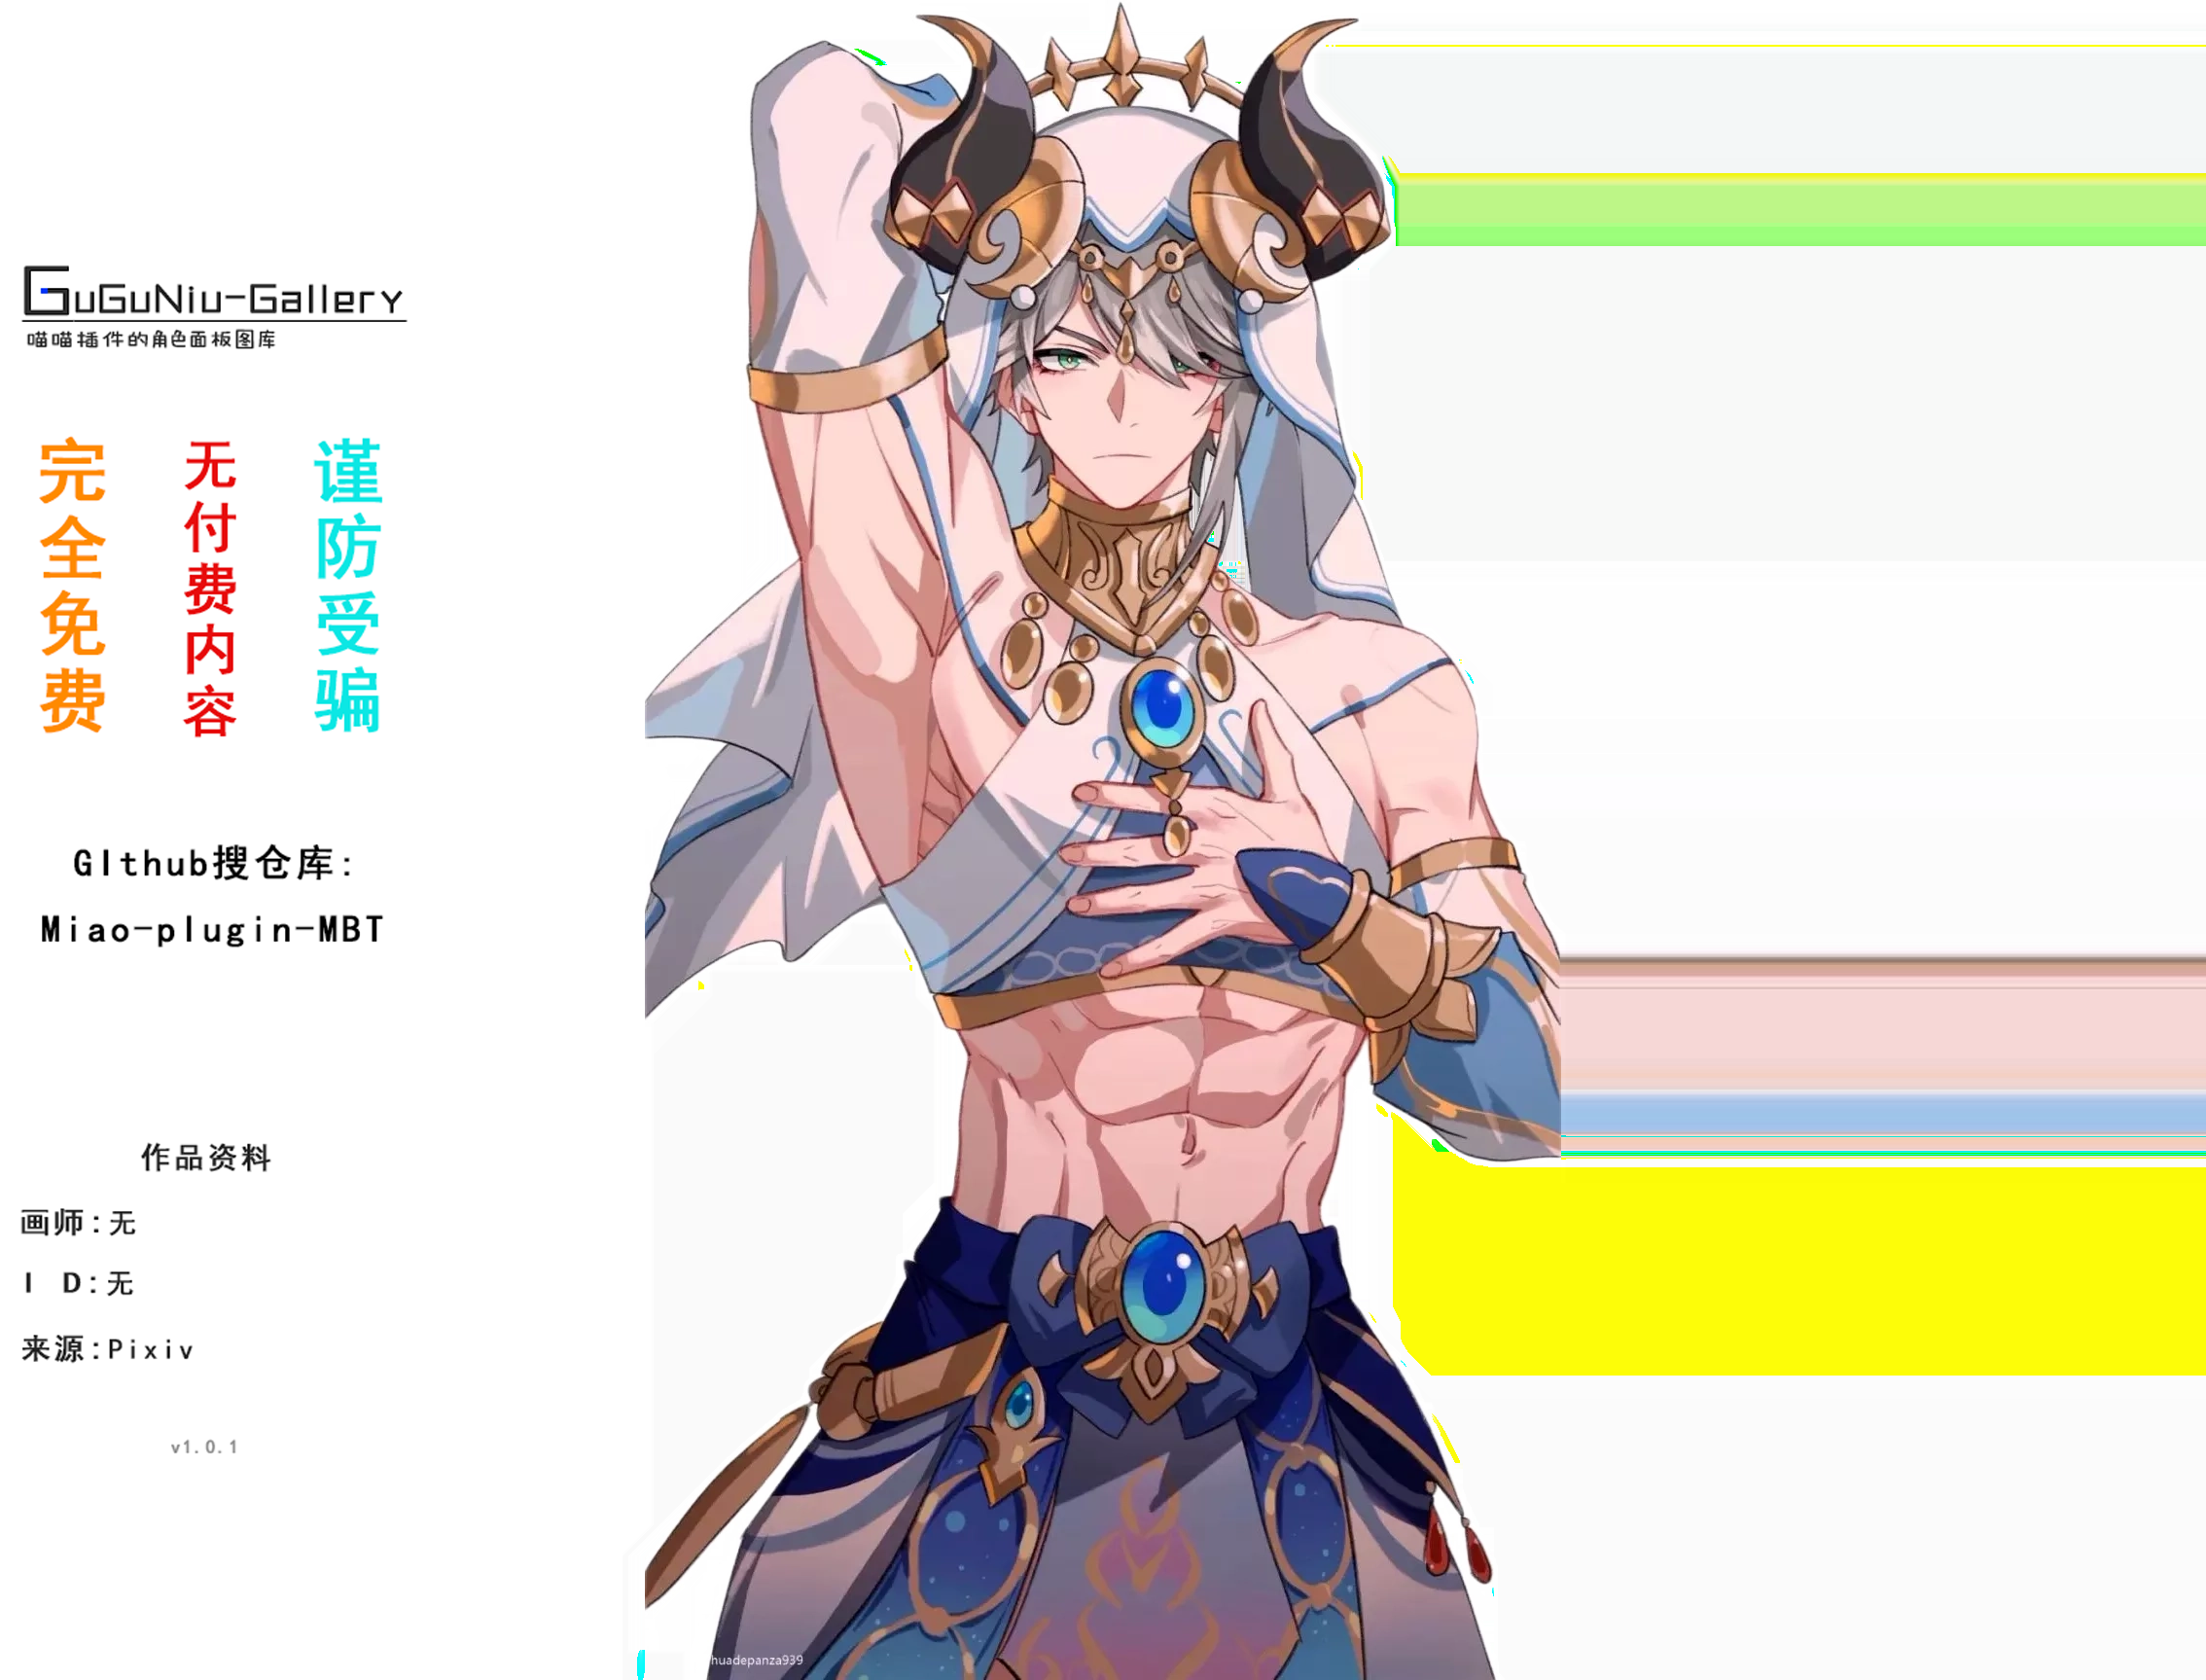 GuGuNiu-Gallery
喵喵插件的角色面板图库
完全免费
无付费内容
谨防受骗
GIthub搜仓库:
Miao-plugin-MBT
作品资料
画师:无
I D:无
来源:Pixiv
v1.0.1
huadepanza939